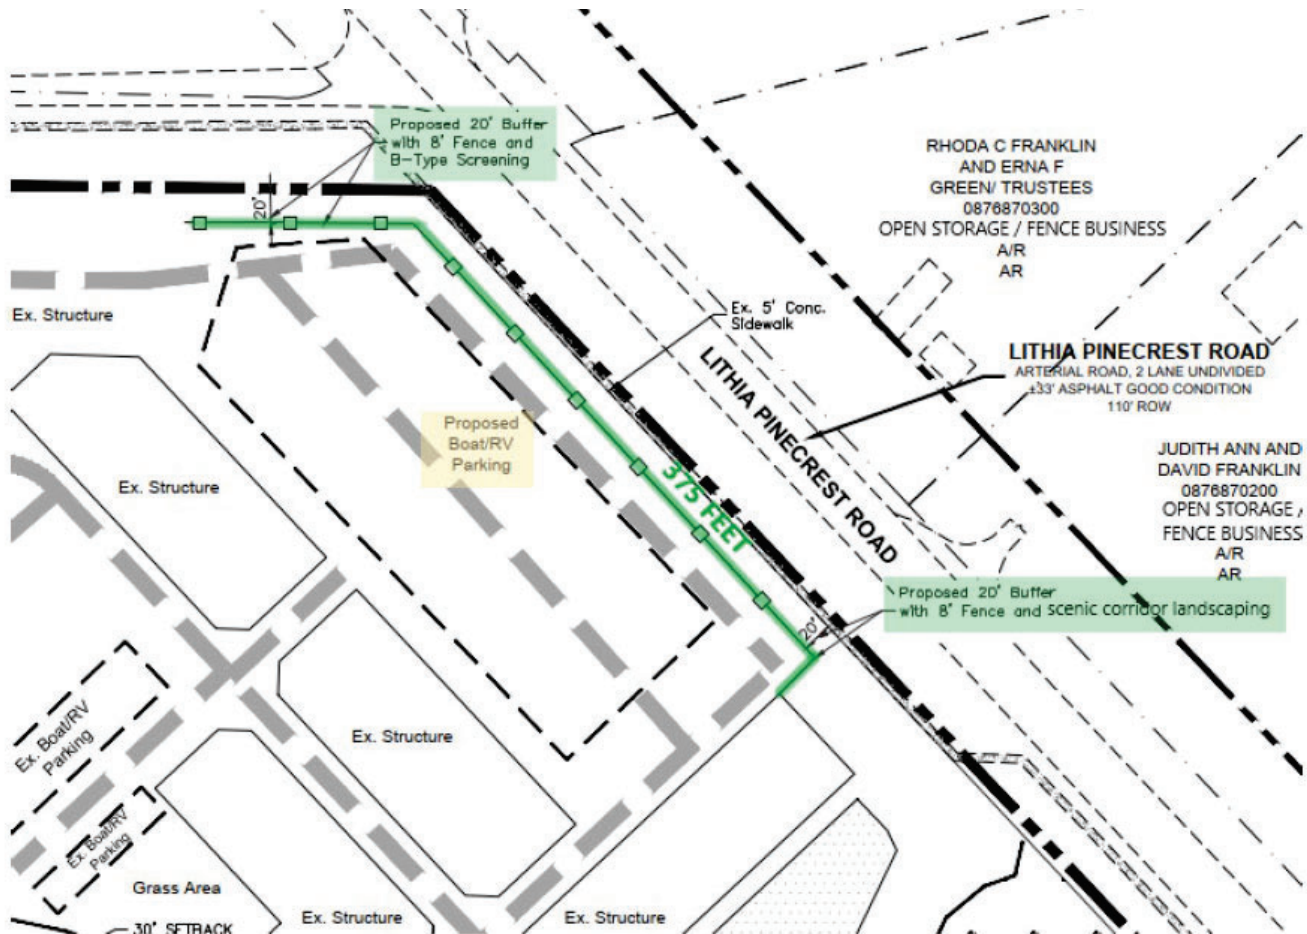 Proposed 20' Buffer
with 8' Fence and
B-Type Screening
20'
RHODA C FRANKLIN
AND ERNA F
GREEN/ TRUSTEES
0876870300
OPEN STORAGE / FENCE BUSINESS
A/R
AR
Ex. Structure
Ex. 5' Conc.
Sidewalk
LITHIA PINECREST ROAD
ARTERIAL ROAD, 2 LANE UNDIVIDED
±33' ASPHALT GOOD CONDITION
110' ROW
LITHIA PINECREST ROAD
Proposed
Boat/RV
Parking
375 FEET
JUDITH ANN AND
DAVID FRANKLIN
0876870200
OPEN STORAGE /
FENCE BUSINESS
A/R
AR
Ex. Structure
Proposed 20' Buffer
with 8' Fence and scenic corridor landscaping
20'
Ex. Boat/RV
Parking
Ex. Structure
Ex. Boat/RV
Parking
Grass Area
Ex. Structure
Ex. Structure
30' SETBACK